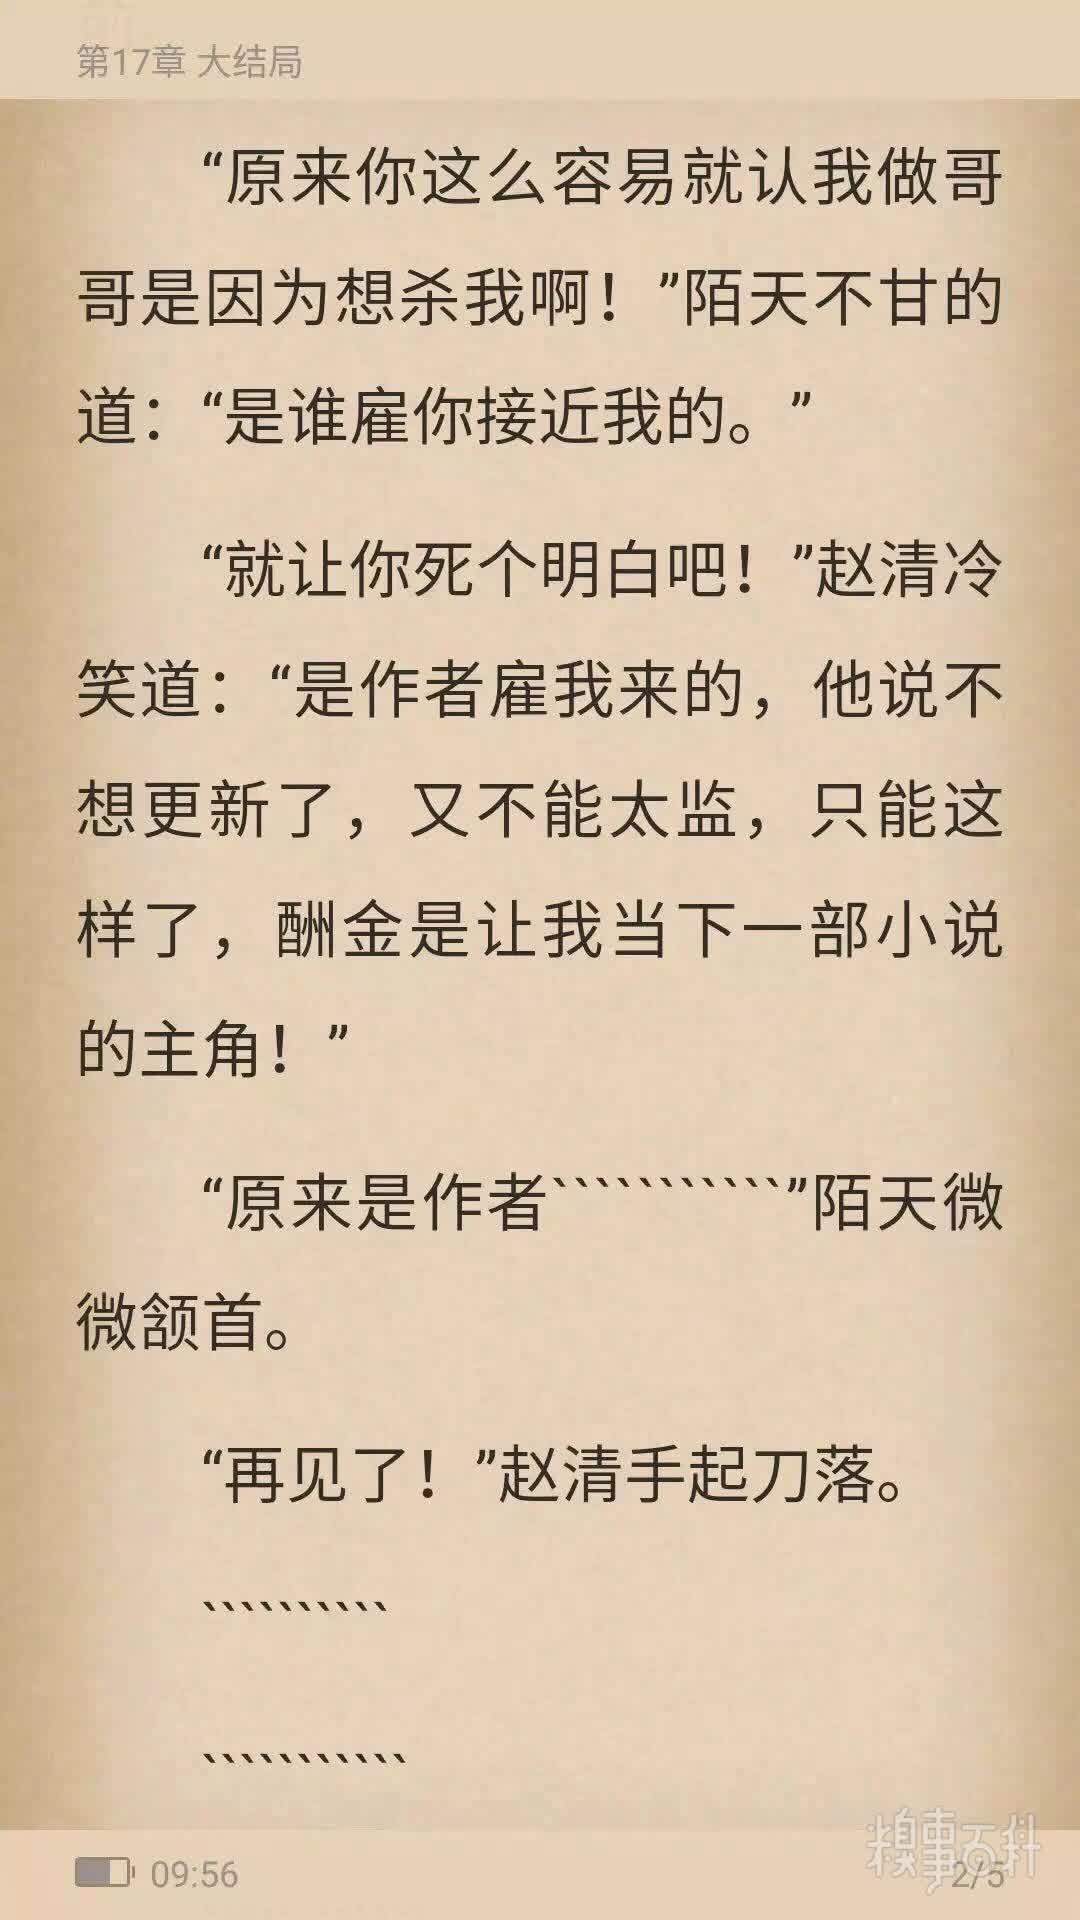 第17章 大结局
“原来你这么容易就认我做哥
哥是因为想杀我啊！”陌天不甘的
道：“是谁雇你接近我的。”
“就让你死个明白吧！”赵清冷
笑道：“是作者雇我来的，他说不
想更新了，又不能太监，只能这
样了，酬金是让我当下一部小说
的主角！”
“原来是作者```````````”陌天微
微颔首。
“再见了！”赵清手起刀落。
``````````
```````````
糗事百科
09:56
2/5